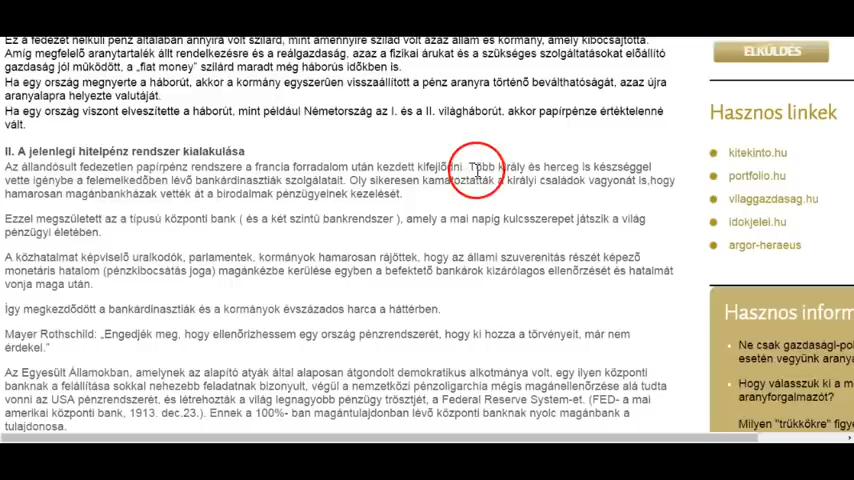 Ez a fedezet nélküli pénz általában annyira volt szilárd, mint amennyire szilád volt azaz állam és kormány, amely kibocsájtotta.
Amíg megfelelő aranytartalék állt rendelkezésre és a reálgazdaság, azaz a fizikai árukat és a szükséges szolgáltatásokat előállító
gazdaság jól működött, a „fiat money” szilárd maradt még háborús időkben is.
Ha egy ország megnyerte a háborút, akkor a kormány egyszerűen visszaállított a pénz aranyra történő beválthatóságát, azaz újra
aranyalapra helyezte valutáját.
Ha egy ország viszont elveszítette a háborút, mint például Németország az I. és a II. világháborút, akkor papírpénze értéktelenné
vált.
II. A jelenlegi hitelpénz rendszer kialakulása
Az állandósult fedezetlen papírpénz rendszere a francia forradalom után kezdett kifejlődni. Több király és herceg is készséggel
vette igénybe a felemelkedőben lévő bankárdinasztiák szolgálatait. Oly sikeresen kamatoztatták a királyi családok vagyonát is,hogy
hamarosan magánbankházak vették át a birodalmak pénzügyeinek kezelését.
Ezzel megszületett az a típusú központi bank ( és a két szintű bankrendszer ), amely a mai napig kulcsszerepet játszik a világ
pénzügyi életében.
A közhatalmat képviselő uralkodók, parlamentek, kormányok hamarosan rájöttek, hogy az állami szuverenitás részét képező
monetáris hatalom (pénzkibocsátás joga) magánkézbe kerülése egyben a befektető bankárok kizárólagos ellenőrzését és hatalmát
vonja maga után.
Így megkezdődött a bankárdinasztiák és a kormányok évszázados harca a háttérben.
Mayer Rothschild: „Engedjék meg, hogy ellenőrizhessem egy ország pénzrendszerét, hogy ki hozza a törvényeit, már nem
érdekel.”
Az Egyesült Államokban, amelynek az alapító atyák által alaposan átgondolt demokratikus alkotmánya volt, egy ilyen központi
banknak a felállítása sokkal nehezebb feladatnak bizonyult, végül a nemzetközi pénzoligarchia mégis magánellenőrzése alá tudta
vonni az USA pénzrendszerét, és létrehozták a világ legnagyobb pénzügy trösztjét, a Federal Reserve System-et. (FED- a mai
amerikai központi bank, 1913. dec.23.). Ennek a 100%- ban magántulajdonban lévő központi banknak nyolc magánbank a
tulajdonosa.
ELKÜLDÉS
Hasznos linkek
kitekinto.hu
portfolio.hu
vilaggazdasag.hu
idokjelei.hu
argor-heraeus
Hasznos inform
Ne csak gazdasági-pol
esetén vegyünk arany
Hogy válasszuk ki a m
aranyforgalmazót?
Milyen "trükkökre" figye